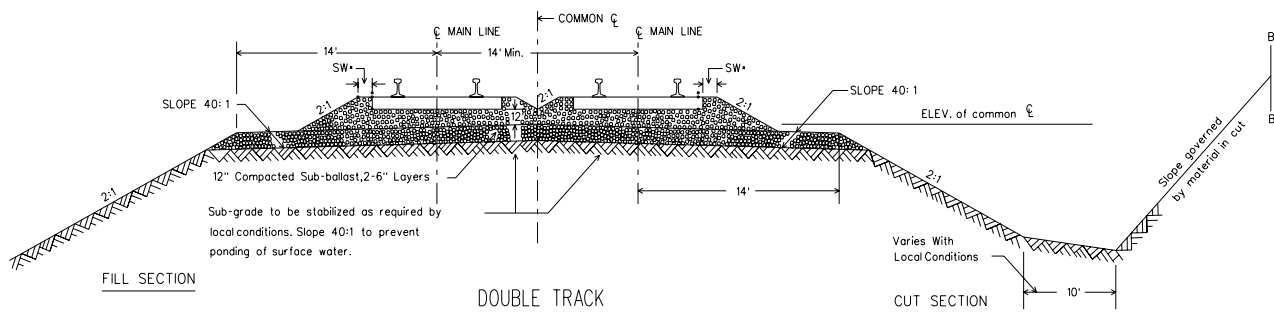 COMMON ℄
℄ MAIN LINE
℄ MAIN LINE
14'
14' Min.
SW*
SW*
B
B
SLOPE 40:1
2:1
2:1
2:1
SLOPE 40:1
ELEV. of common ℄
12
1
12" Compacted Sub-ballast,2-6" Layers
2:1
14'
2:1
Slope governed
by material in cut
Sub-grade to be stabilized as required by
local conditions. Slope 40:1 to prevent
ponding of surface water.
Varies With
Local Conditions
FILL SECTION
DOUBLE TRACK
CUT SECTION
10'